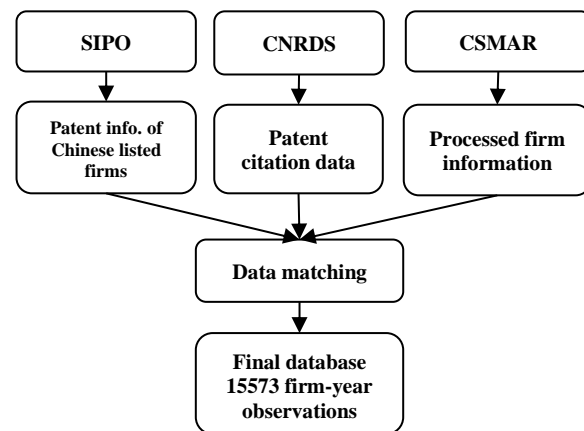 SIPO
CNRDS
CSMAR
Patent info. of
Chinese listed
firms
Patent
citation data
Processed firm
information
Data matching
Final database
15573 firm-year
observations